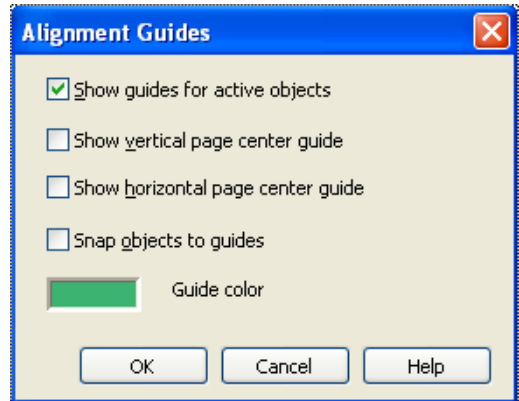 Alignment Guides
Show guides for active objects
Show vertical page center guide
Show horizontal page center guide
Snap objects to guides
Guide color
OK Cancel Help